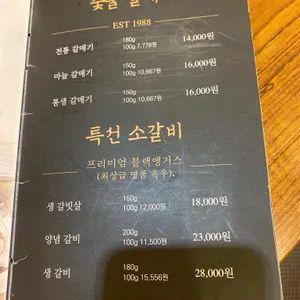 EST 1988
전통 갈매기 180g 100g 7,778원 14,000원
마늘 갈매기 150g 100g 10,667원 16,000원
통생 갈매기 150g 100g 10,667원 16,000원
특선 소갈비
프리미엄 블랙앵거스
(최상급 명품 흑우).
생 갈빗살 150g 100g 12,000원 18,000원
양념 갈비 200g 100g 11,500원 23,000원
생 갈비 180g 100g 15,556원 28,000원